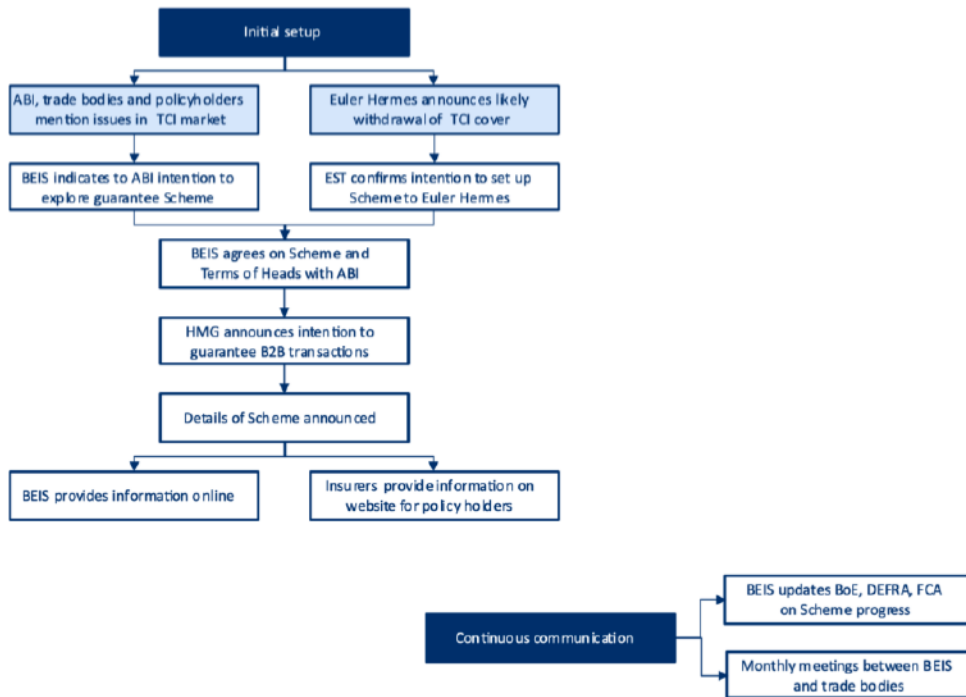 Initial setup
ABI, trade bodies and policyholders
mention issues in TCI market
Euler Hermes announces likely
withdrawal of TCI cover
BEIS indicates to ABI intention to
explore guarantee Scheme
EST confirms intention to set up
Scheme to Euler Hermes
BEIS agrees on Scheme and
Terms of Heads with ABI
HMG announces intention to
guarantee B2B transactions
Details of Scheme announced
BEIS provides information online
Insurers provide information on
website for policy holders
BEIS updates BoE, DEFRA, FCA
on Scheme progress
Continuous communication
Monthly meetings between BEIS
and trade bodies